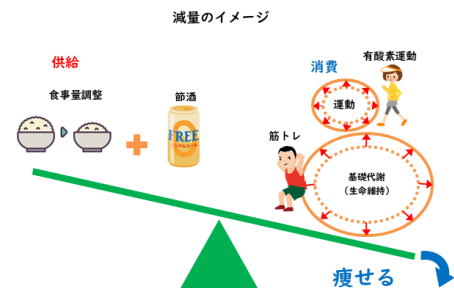 減量のイメージ
供給
食事量調整
節酒
FREE
消費
有酸素運動
運動
筋トレ
基礎代謝
（生命維持）
痩せる